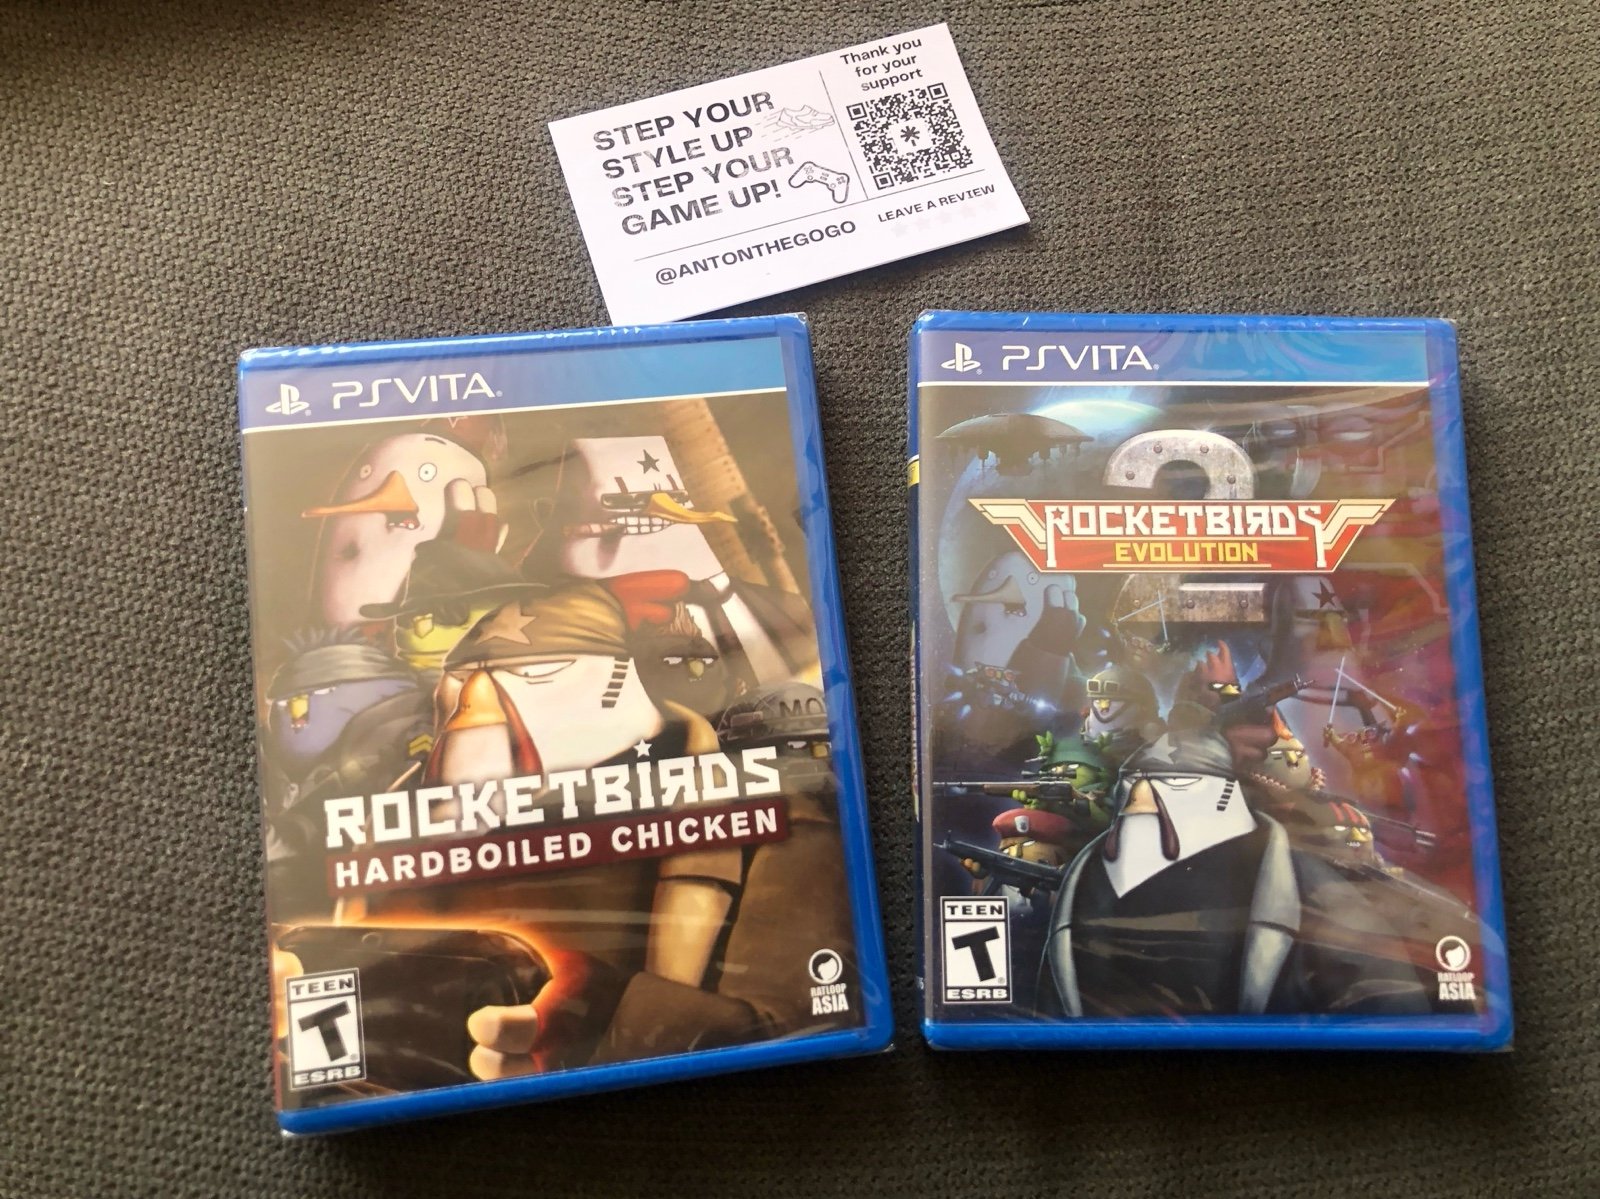 STEP YOUR
STYLE UP
STEP YOUR
GAME UP!
@ANTONTHEGOGO
Thank you
for your
support
LEAVE A REVIEW
PSVITA
MO
ROCKETBIRDS
HARDBOILED CHICKEN
TEEN
T
ESRB
RATLOOP
ASIA
PSVITA
2
ROCKETBIRDS
EVOLUTION
TEEN
T
ESRB
RATLOOP
ASIA